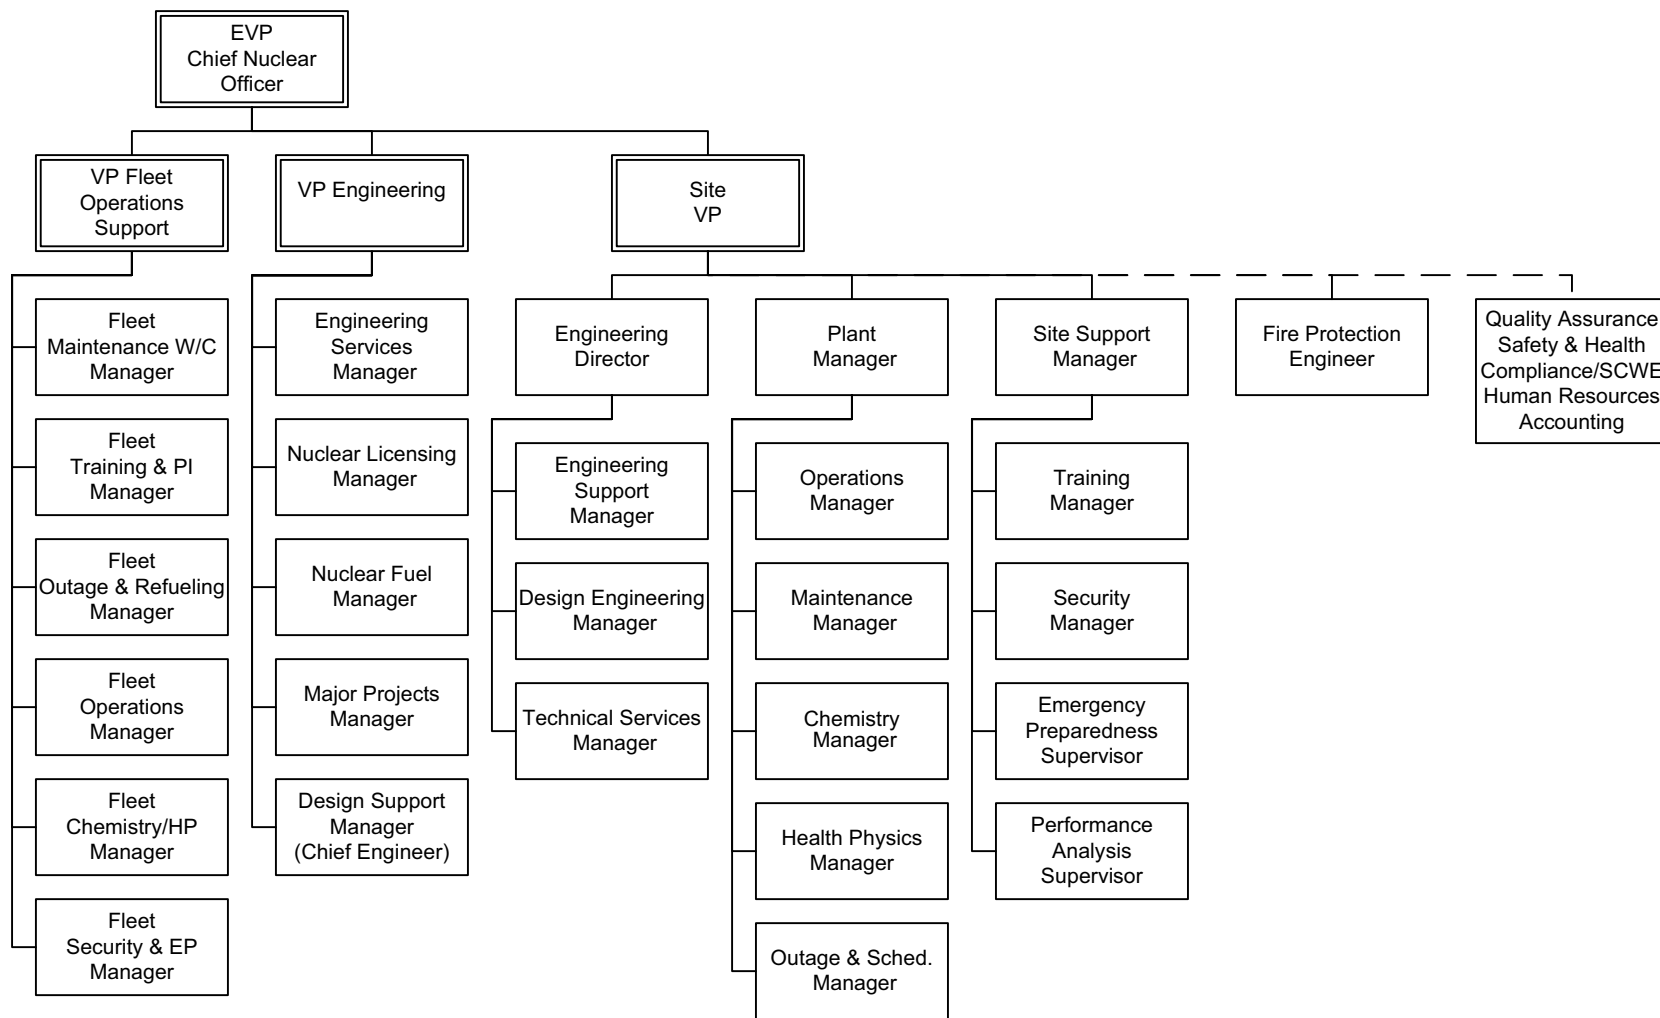 EVP
Chief Nuclear
Officer
VP Fleet
Operations
Support
VP Engineering
Site
VP
Fleet
Maintenance W/C
Manager
Fleet
Training & PI
Manager
Fleet
Outage & Refueling
Manager
Fleet
Operations
Manager
Fleet
Chemistry/HP
Manager
Fleet
Security & EP
Manager
Engineering
Services
Manager
Nuclear Licensing
Manager
Nuclear Fuel
Manager
Major Projects
Manager
Design Support
Manager
(Chief Engineer)
Engineering
Director
Engineering
Support
Manager
Design Engineering
Manager
Technical Services
Manager
Plant
Manager
Operations
Manager
Maintenance
Manager
Chemistry
Manager
Health Physics
Manager
Outage & Sched.
Manager
Site Support
Manager
Training
Manager
Security
Manager
Emergency
Preparedness
Supervisor
Performance
Analysis
Supervisor
Fire Protection
Engineer
Quality Assurance
Safety & Health
Compliance/SCWE
Human Resources
Accounting